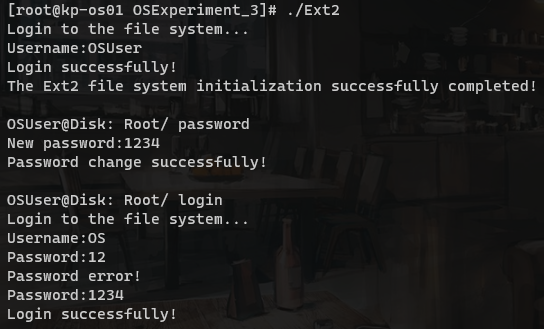 [root@kp-os01 OSExperiment_3]# ./Ext2
Login to the file system...
Username:OSUser
Login successfully!
The Ext2 file system initialization successfully completed!
OSUser@Disk: Root/ password
New password:1234
Password change successfully!
OSUser@Disk: Root/ login
Login to the file system...
Username:OS
Password:12
Password error!
Password:1234
Login successfully!